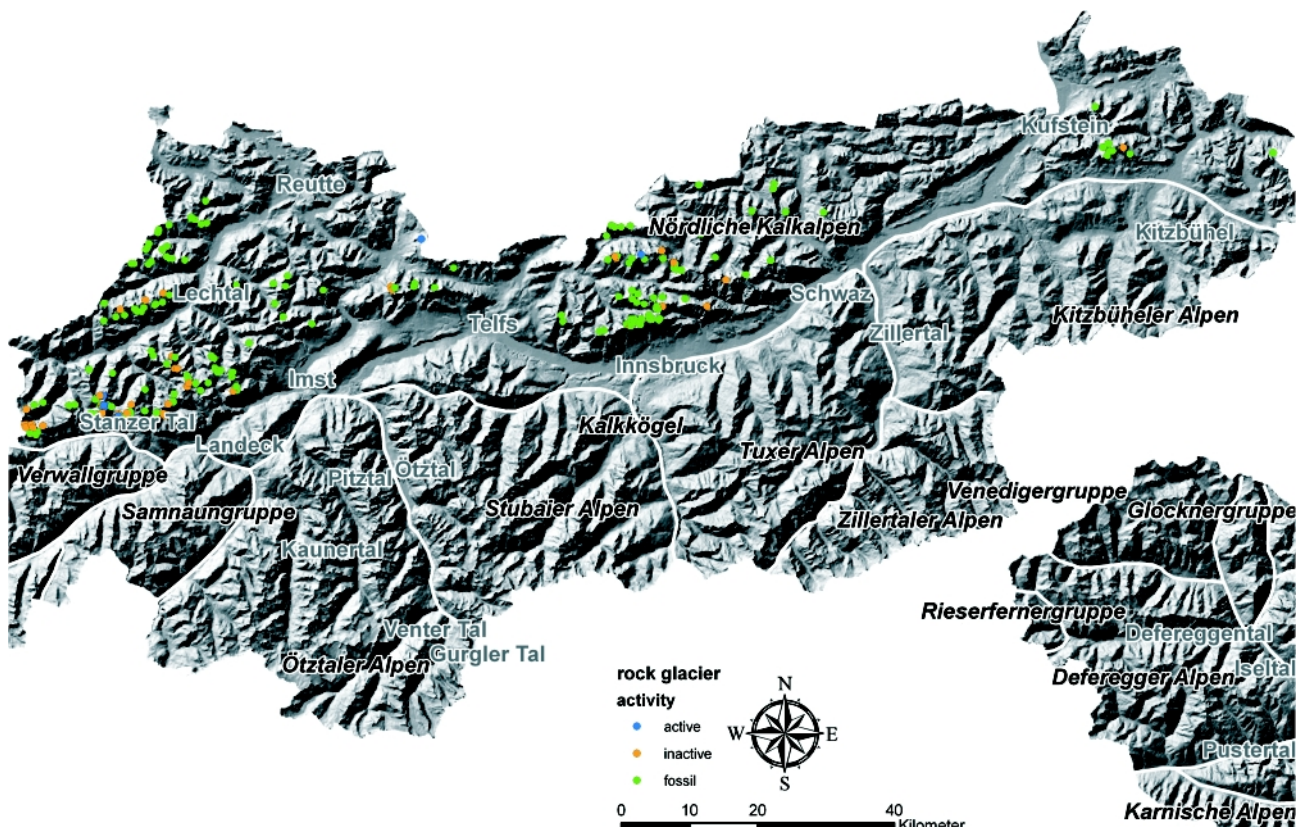 Kufstein
Reutte
Nördliche Kalkalpen
Kitzbühel
Lechtal
Schwaz
Kitzbüheler Alpen
Telfs
Zillertal
Innsbruck
Imst
Stanzer Tal
Kalkkögel
Landeck
Tuxer Alpen
Verwallgruppe
Pitztal
Ötztal
Venedigergruppe
Samnaungruppe
Stubaier Alpen
Zillertaler Alpen
Glocknergruppe
Kaunertal
Rieserfernergruppe
Venter Tal
Defereggental
Gurgler Tal
Ötztaler Alpen
Iseltal
Deferegger Alpen
rock glacier
activity
active
inactive
fossil
N
W
E
S
Pustertal
Karnische Alpen
0 10 20 40
Kilometer